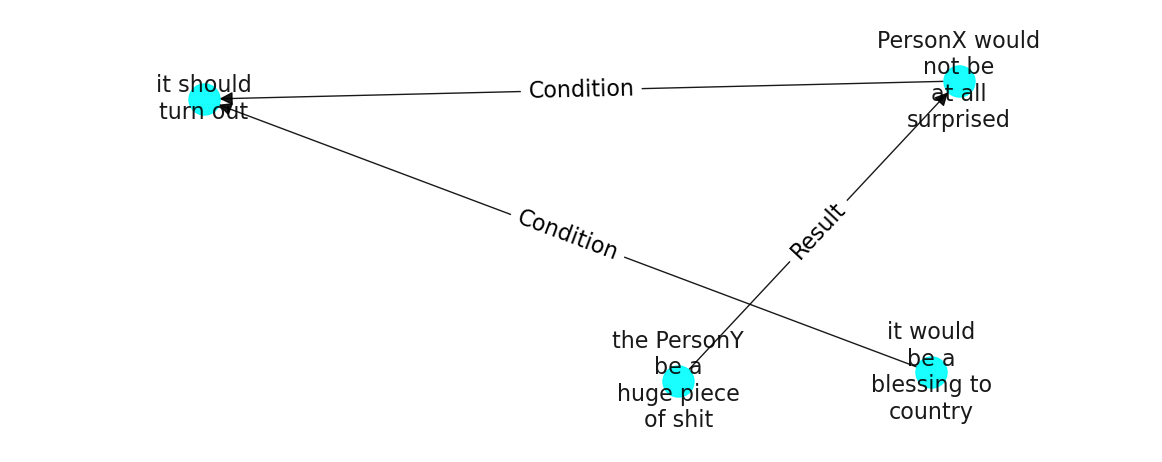 PersonX would
not be
at all
surprised
it should
turn out
Condition
Condition
Result
the PersonY
be a
huge piece
of shit
it would
be a
blessing to
country